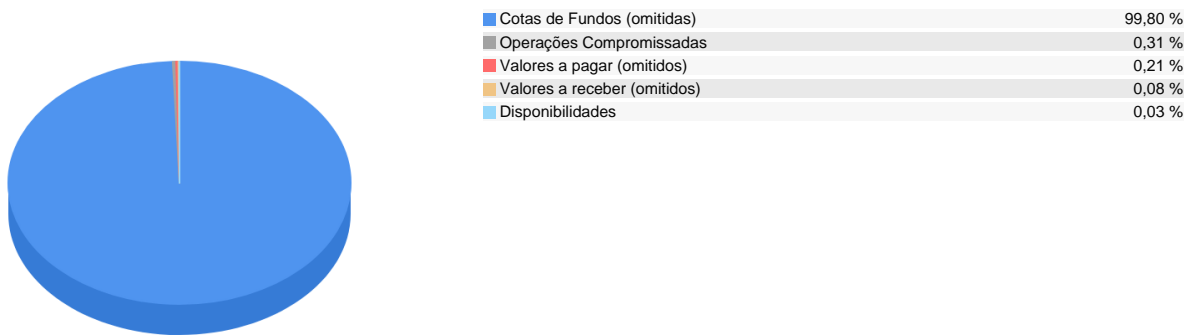 Cotas de Fundos (omitidas) 99,80 %
Operações Compromissadas 0,31 %
Valores a pagar (omitidos) 0,21 %
Valores a receber (omitidos) 0,08 %
Disponibilidades 0,03 %